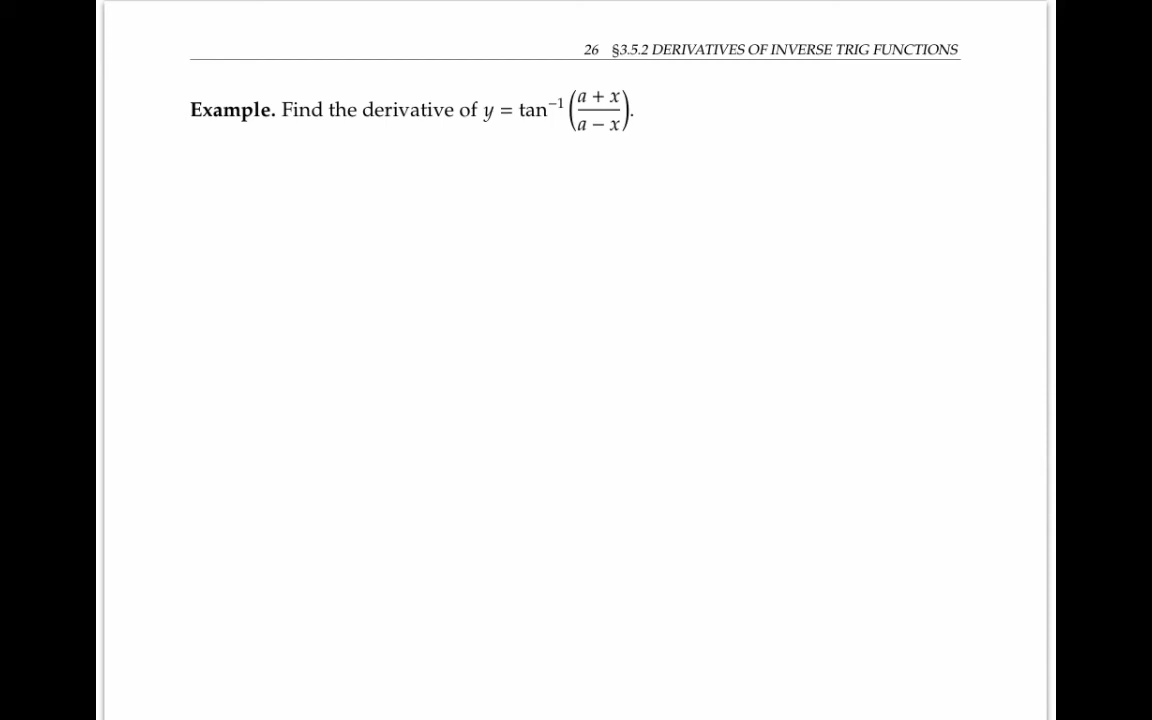 26 §3.5.2 DERIVATIVES OF INVERSE TRIG FUNCTIONS
Example. Find the derivative of y = tan⁻¹ ((a + x)/(a − x)).